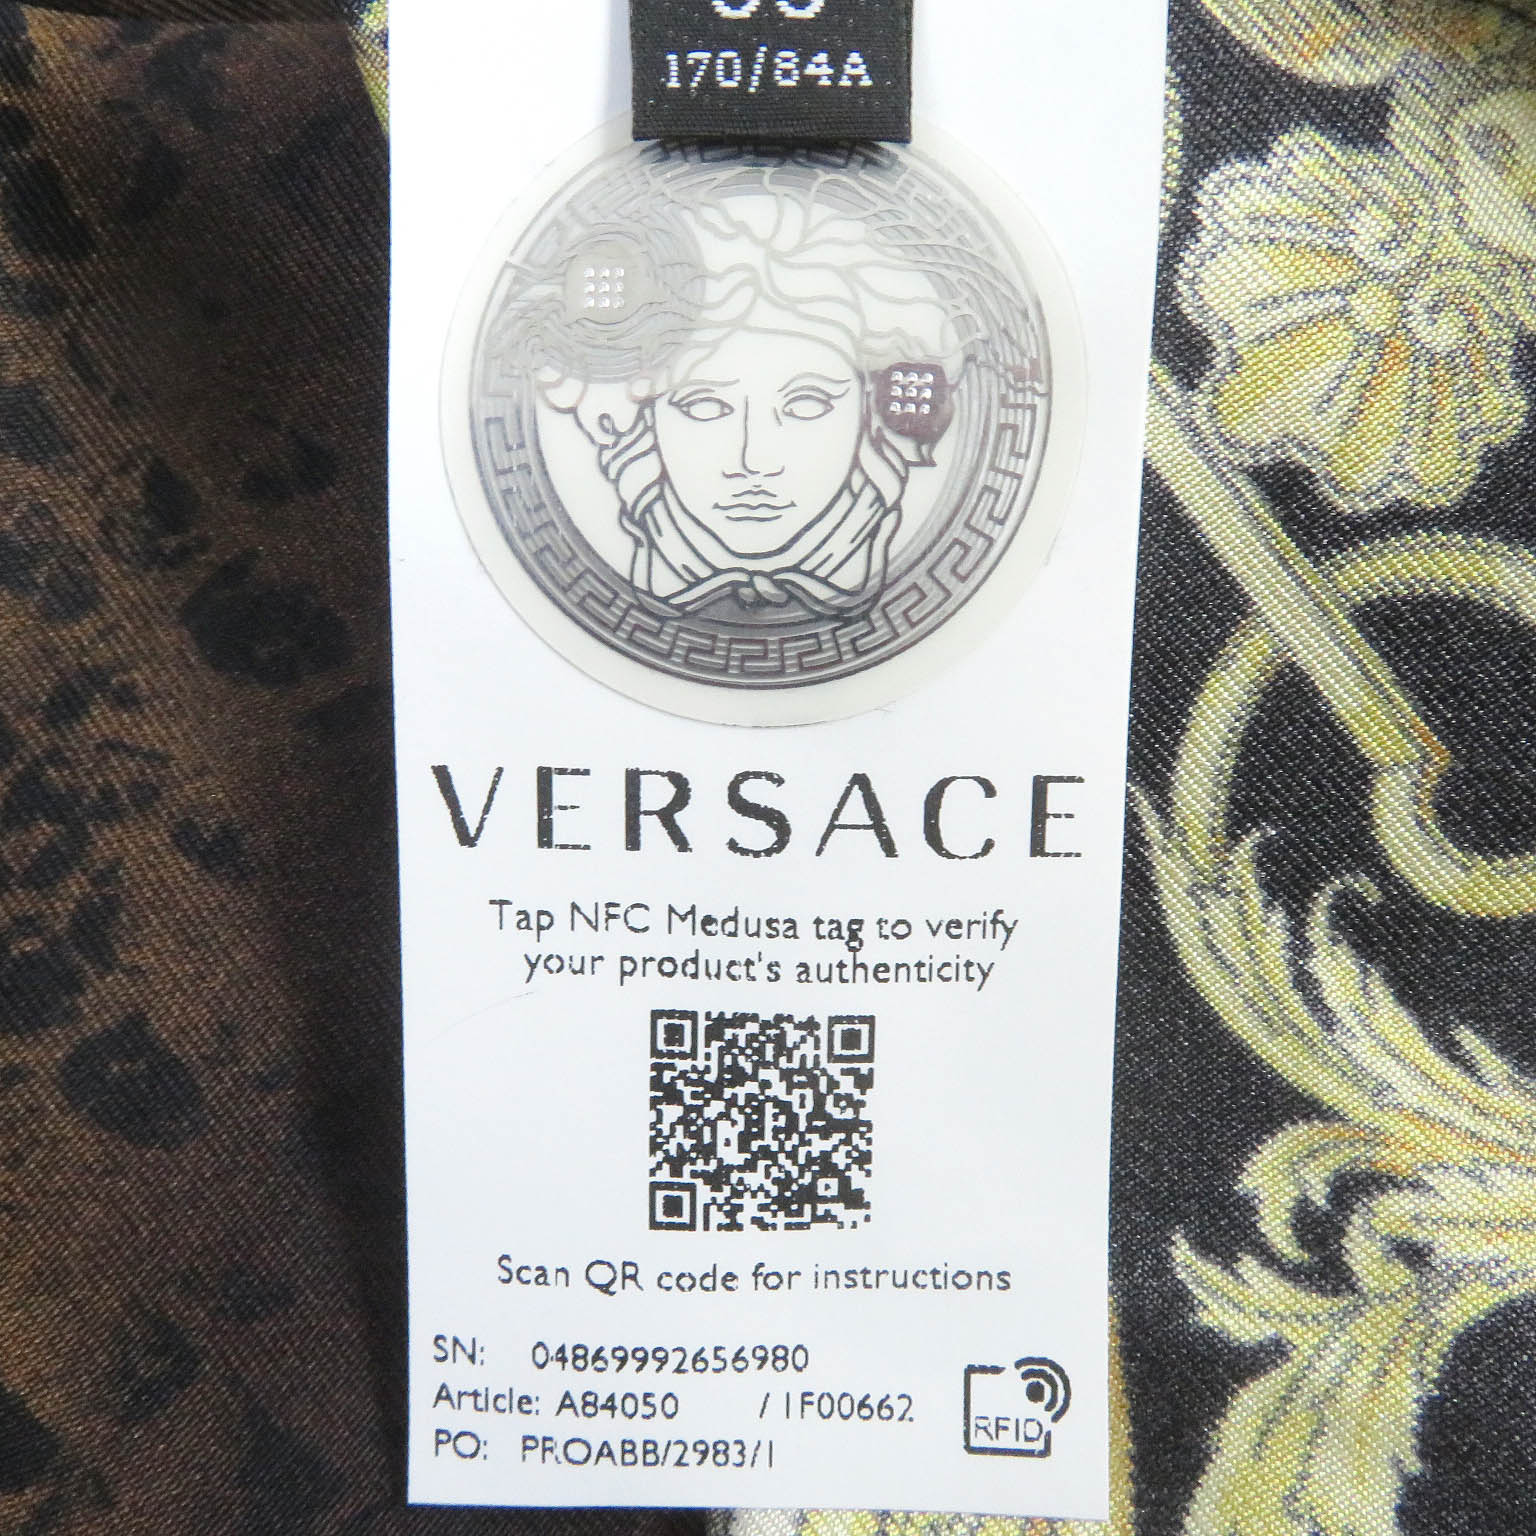 170/84A
VERSACE
Tap NFC Medusa tag to verify
your product's authenticity
Scan QR code for instructions
SN: 04869992656980
Article: A84050 / 1F00662
PO: PROABB/2983/1
RFID